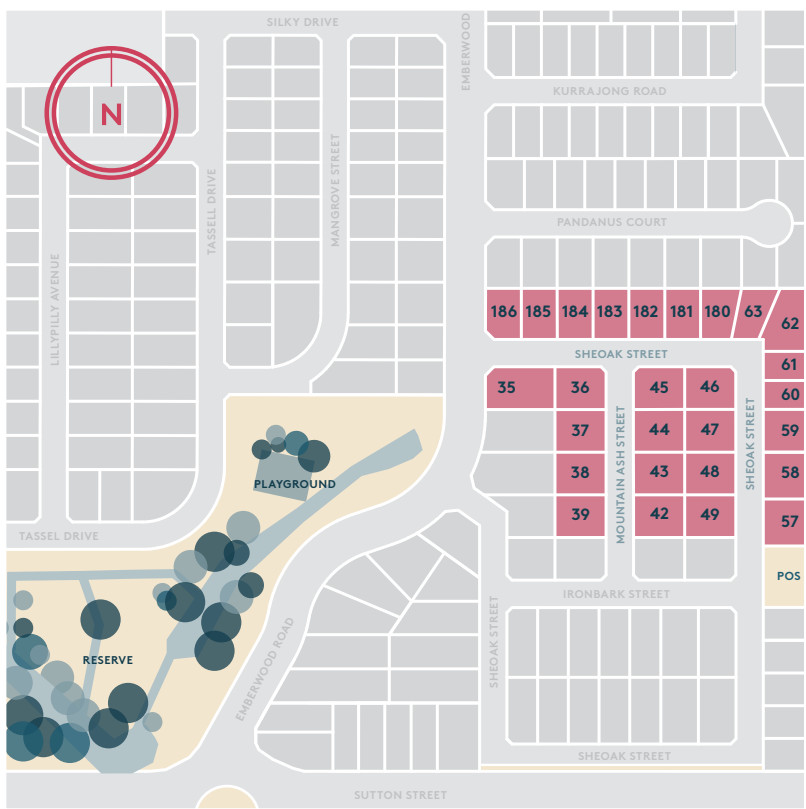 SILKY DRIVE
EMBERWOOD
KURRAJONG ROAD
N
TASSELL DRIVE
MANGROVE STREET
LILLYPILLY AVENUE
PANDANUS COURT
186 185 184 183 182 181 180 63 62
SHEOAK STREET
61
35 36 45 46 60
37 44 47 59
MOUNTAIN ASH STREET
SHEOAK STREET
38 43 48 58
PLAYGROUND
39 42 49 57
TASSEL DRIVE
POS
IRONBARK STREET
SHEOAK STREET
EMBERWOOD ROAD
RESERVE
SHEOAK STREET
SUTTON STREET